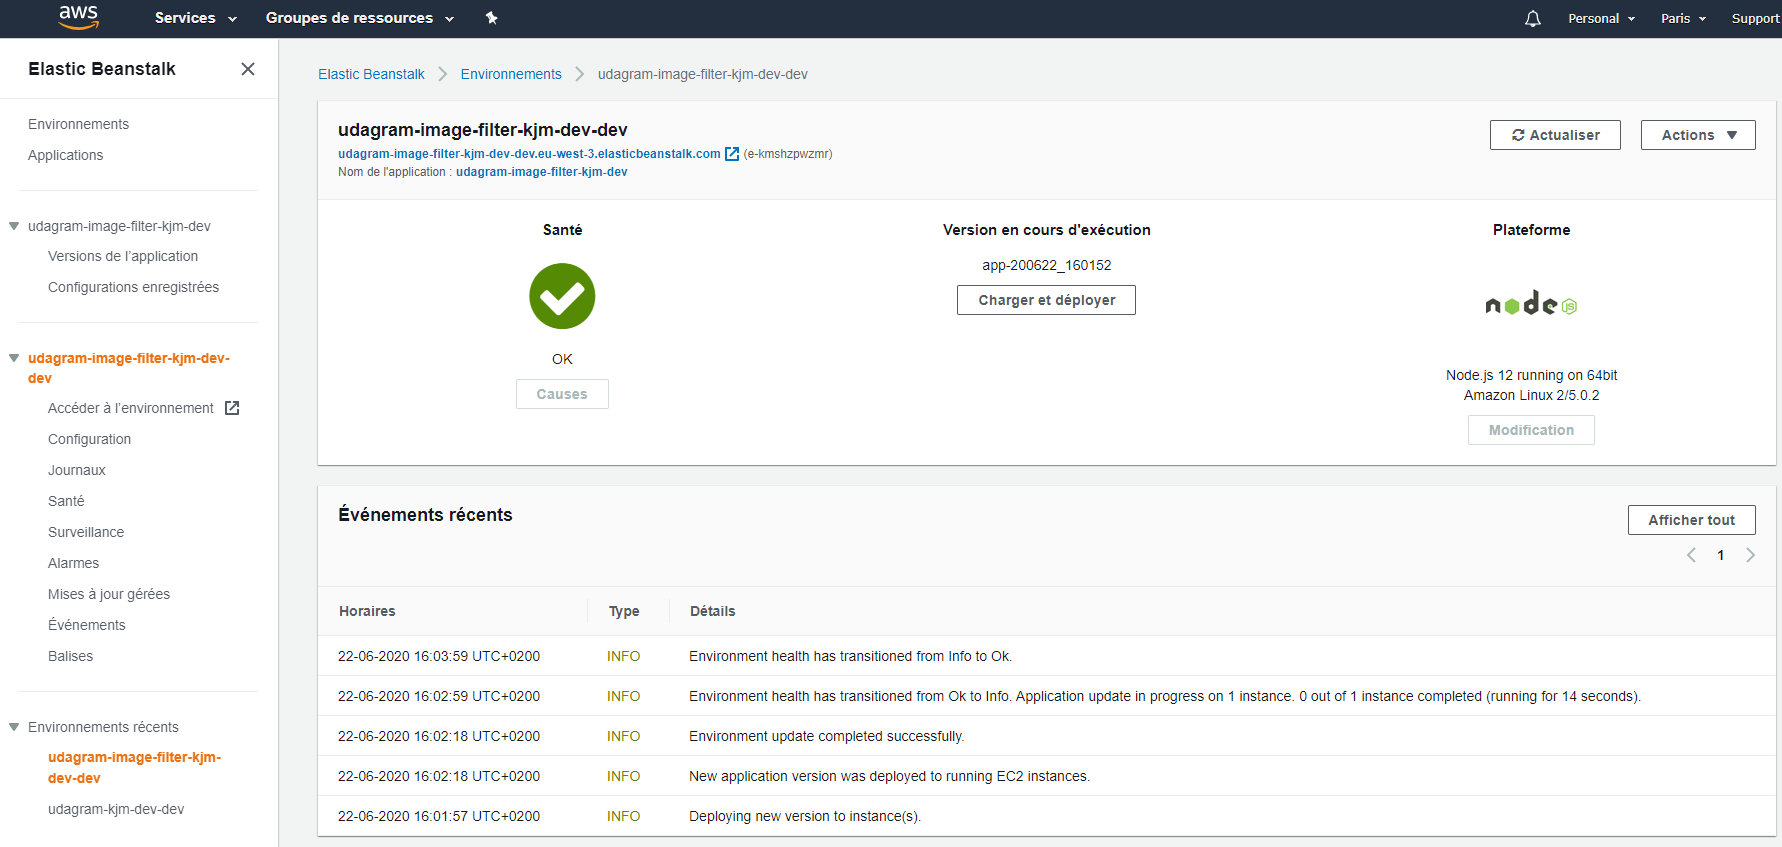 aws Services Groupes de ressources Personal Paris Support
Elastic Beanstalk
Environnements
Applications
udagram-image-filter-kjm-dev
Versions de l'application
Configurations enregistrées
udagram-image-filter-kjm-dev-
dev
Accéder à l'environnement
Configuration
Journaux
Santé
Surveillance
Alarmes
Mises à jour gérées
Événements
Balises
Environnements récents
udagram-image-filter-kjm-
dev-dev
udagram-kjm-dev-dev
Elastic Beanstalk Environnements udagram-image-filter-kjm-dev-dev
udagram-image-filter-kjm-dev-dev
udagram-image-filter-kjm-dev-dev.eu-west-3.elasticbeanstalk.com (e-kmshzpwzmr)
Nom de l'application : udagram-image-filter-kjm-dev
Actualiser Actions
Santé
OK
Causes
Version en cours d'exécution
app-200622_160152
Charger et déployer
Plateforme
node JS
Node.js 12 running on 64bit
Amazon Linux 2/5.0.2
Modification
Événements récents
Afficher tout
1
Horaires Type Détails
22-06-2020 16:03:59 UTC+0200 INFO Environment health has transitioned from Info to Ok.
22-06-2020 16:02:59 UTC+0200 INFO Environment health has transitioned from Ok to Info. Application update in progress on 1 instance. 0 out of 1 instance completed (running for 14 seconds).
22-06-2020 16:02:18 UTC+0200 INFO Environment update completed successfully.
22-06-2020 16:02:18 UTC+0200 INFO New application version was deployed to running EC2 instances.
22-06-2020 16:01:57 UTC+0200 INFO Deploying new version to instance(s).